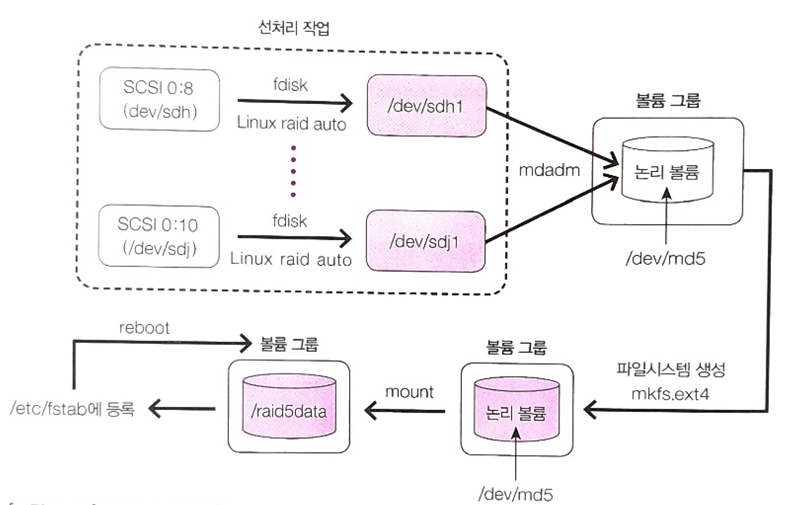 선처리 작업
SCSI 0:8
(dev/sdh)
fdisk
Linux raid auto
/dev/sdh1
SCSI 0:10
(/dev/sdj)
fdisk
Linux raid auto
/dev/sdj1
mdadm
볼륨 그룹
논리 볼륨
/dev/md5
파일시스템 생성
mkfs.ext4
볼륨 그룹
논리 볼륨
/dev/md5
mount
볼륨 그룹
/raid5data
/etc/fstab에 등록
reboot